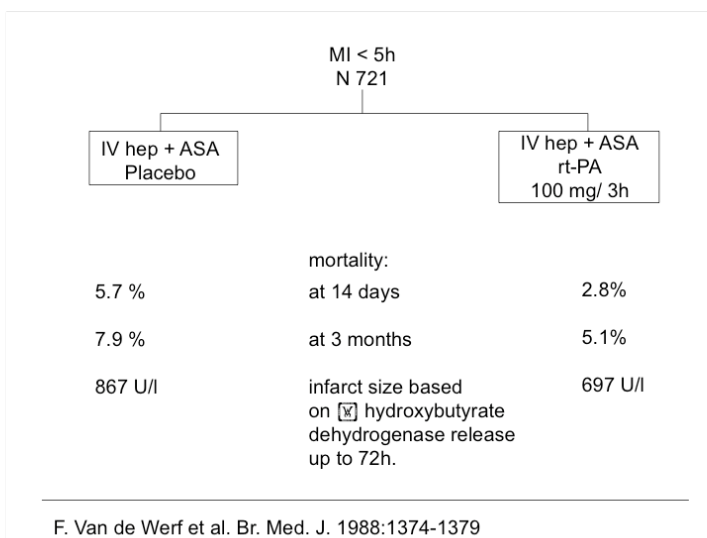 MI < 5h
N 721
IV hep + ASA
Placebo
IV hep + ASA
rt-PA
100 mg/ 3h
mortality:
5.7 % at 14 days 2.8%
7.9 % at 3 months 5.1%
867 U/l infarct size based 697 U/l
on hydroxybutyrate
dehydrogenase release
up to 72h.
F. Van de Werf et al. Br. Med. J. 1988:1374-1379